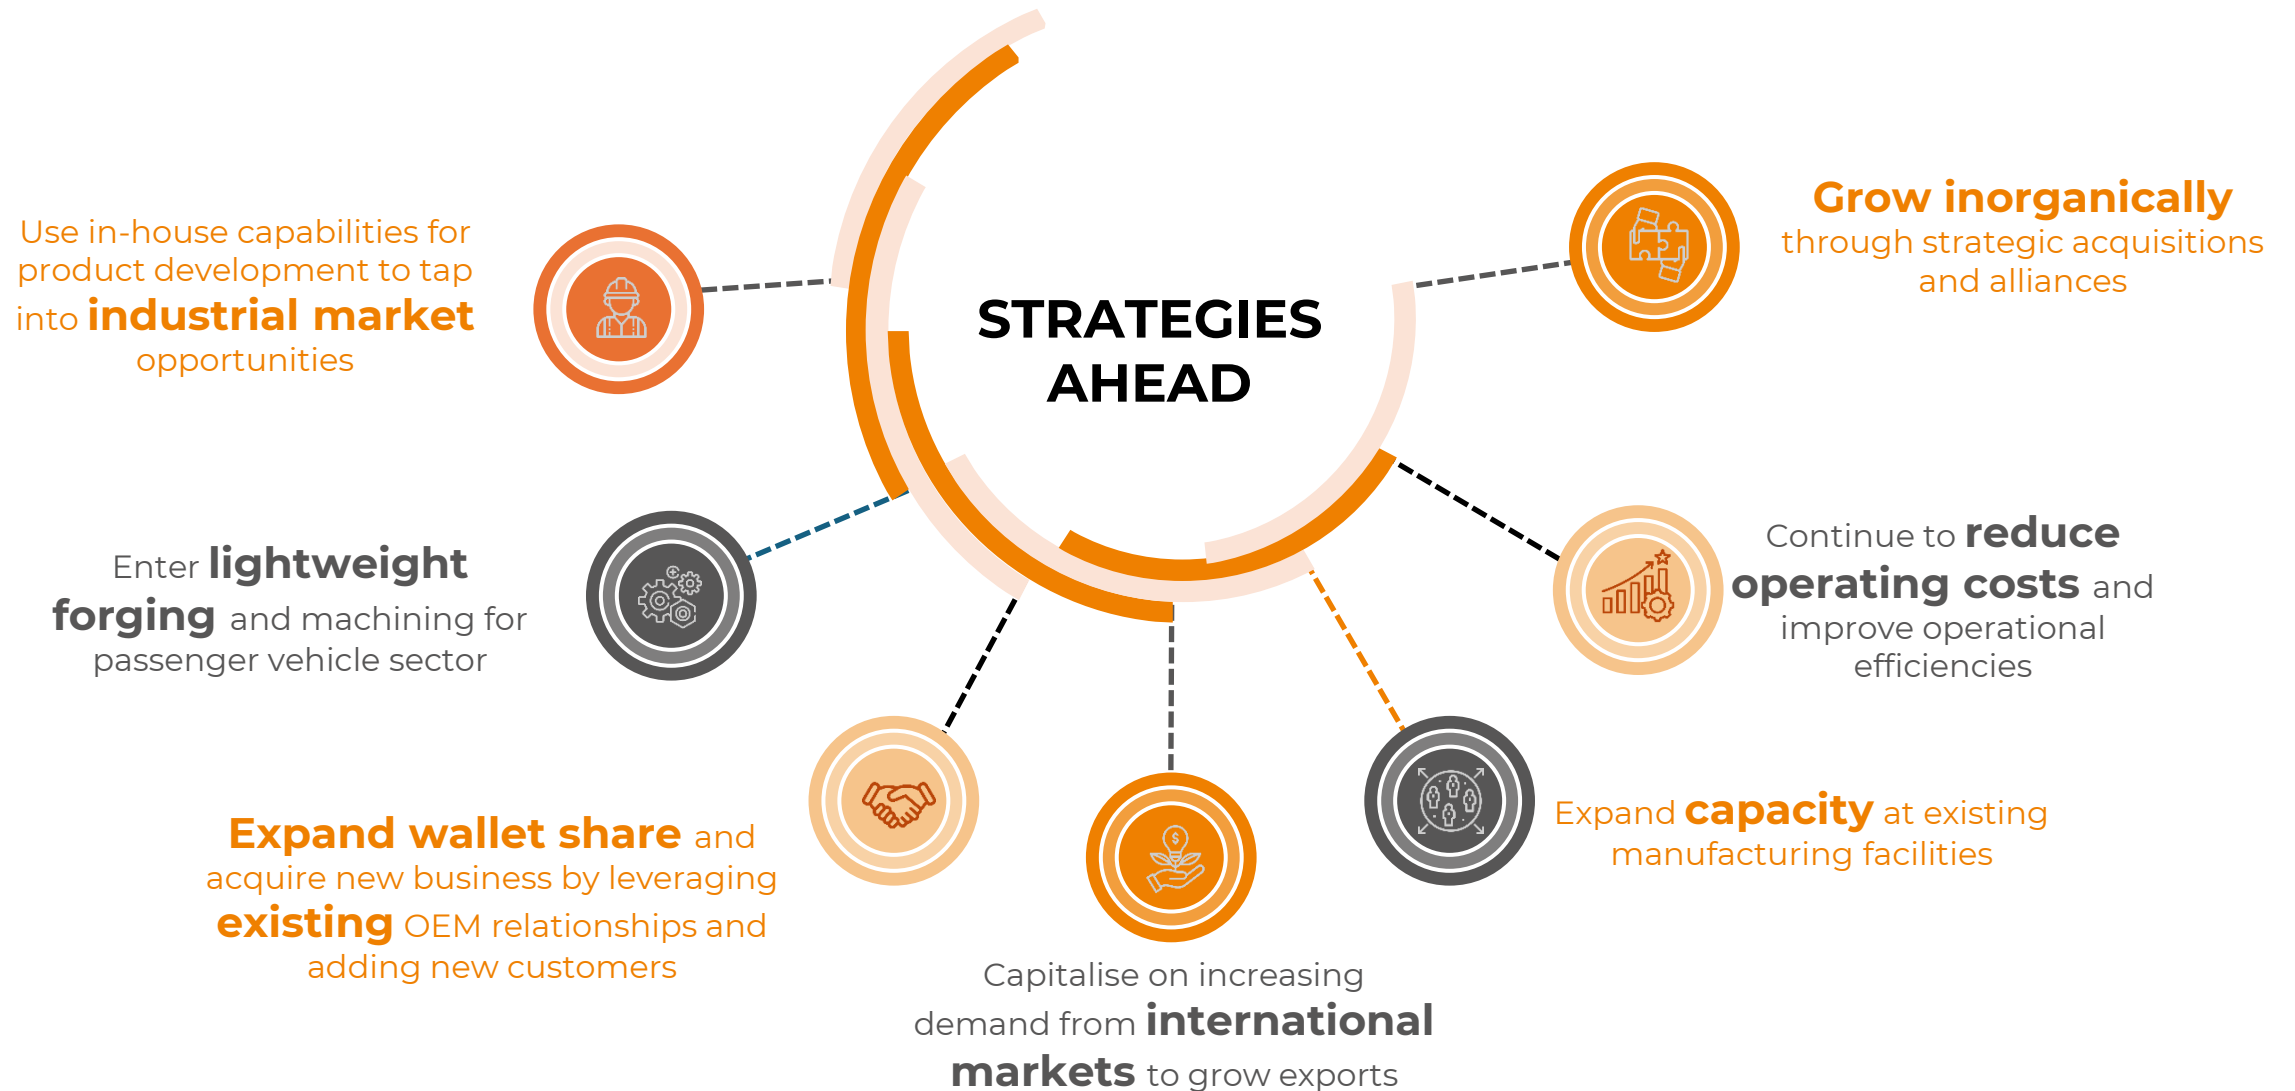 STRATEGIES
AHEAD
Use in-house capabilities for
product development to tap
into industrial market
opportunities
Enter lightweight
forging and machining for
passenger vehicle sector
Expand wallet share and
acquire new business by leveraging
existing OEM relationships and
adding new customers
Capitalise on increasing
demand from international
markets to grow exports
Expand capacity at existing
manufacturing facilities
Continue to reduce
operating costs and
improve operational
efficiencies
Grow inorganically
through strategic acquisitions
and alliances
$